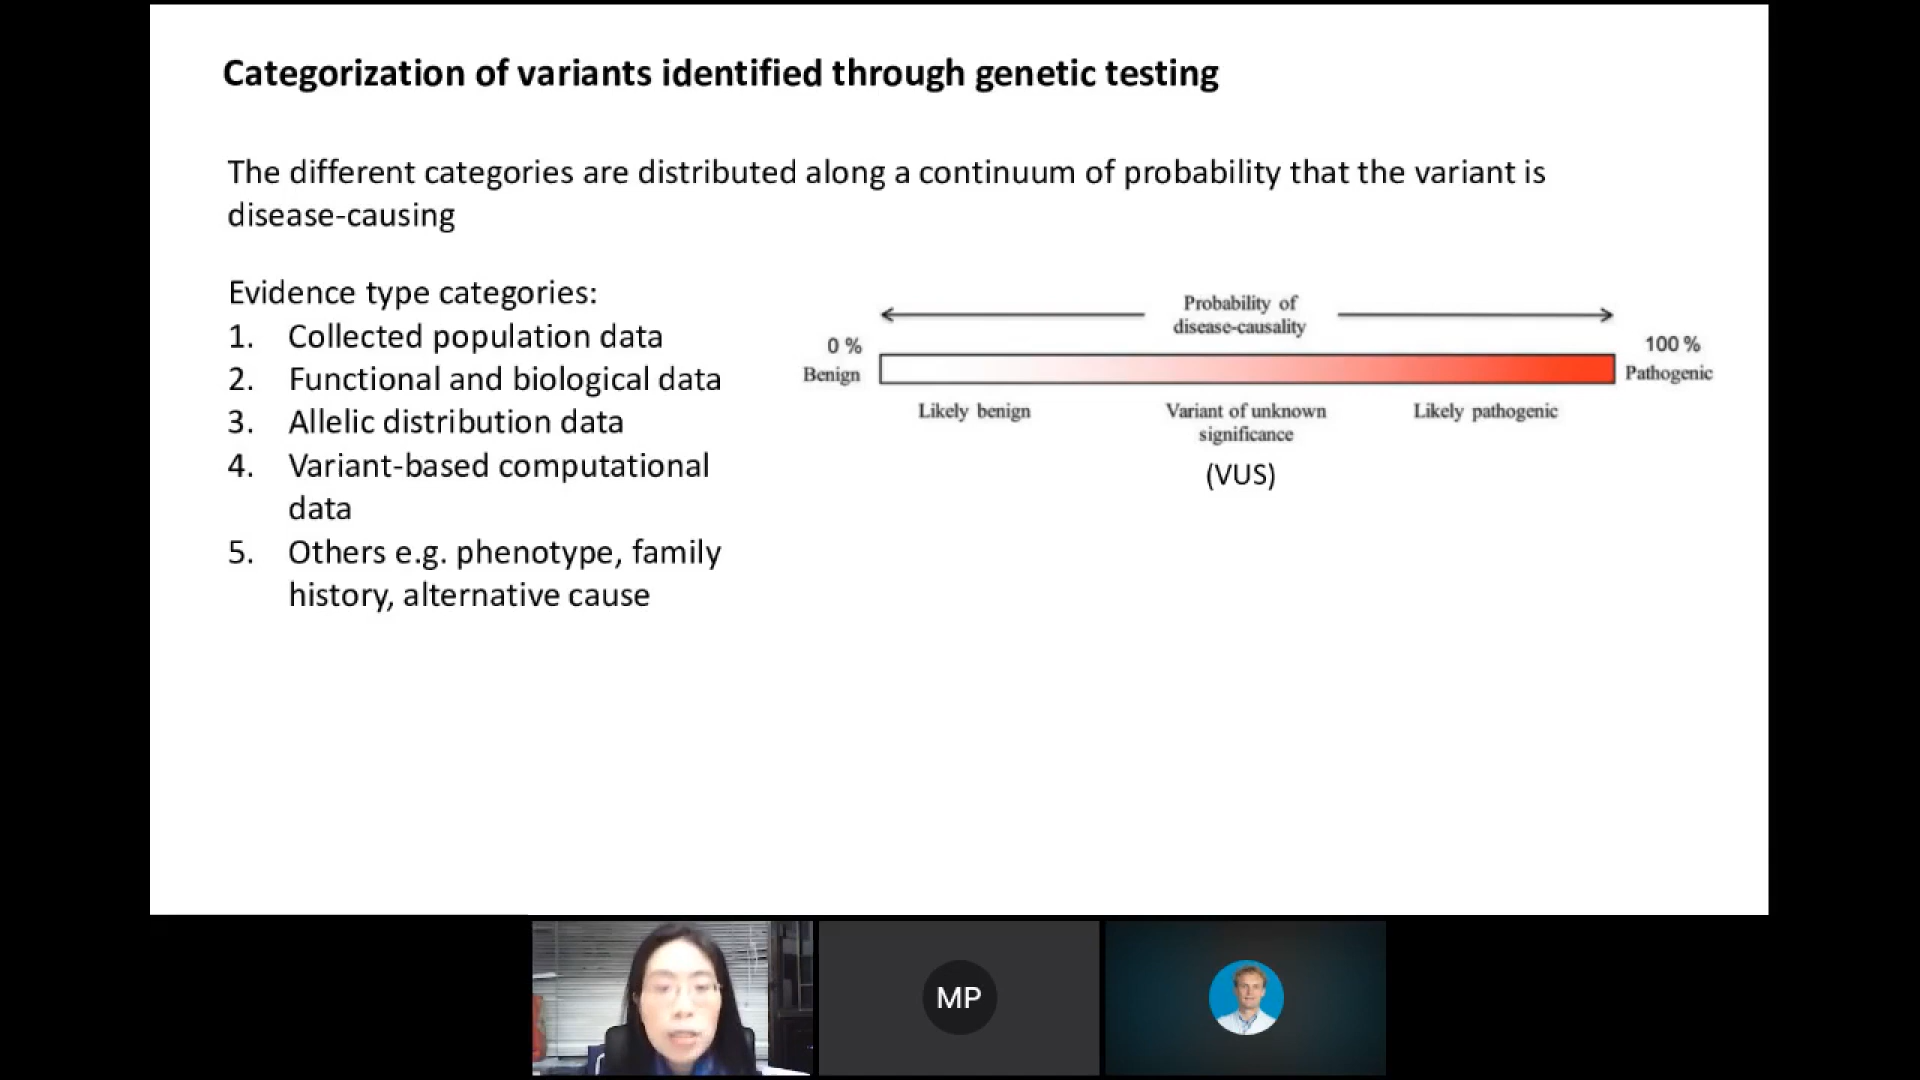 Categorization of variants identified through genetic testing
The different categories are distributed along a continuum of probability that the variant is
disease-causing
Evidence type categories:
1. Collected population data
2. Functional and biological data
3. Allelic distribution data
4. Variant-based computational
data
5. Others e.g. phenotype, family
history, alternative cause
Probability of
disease-causality
0 %
100 %
Benign
Pathogenic
Likely benign
Variant of unknown
significance
Likely pathogenic
(VUS)
MP